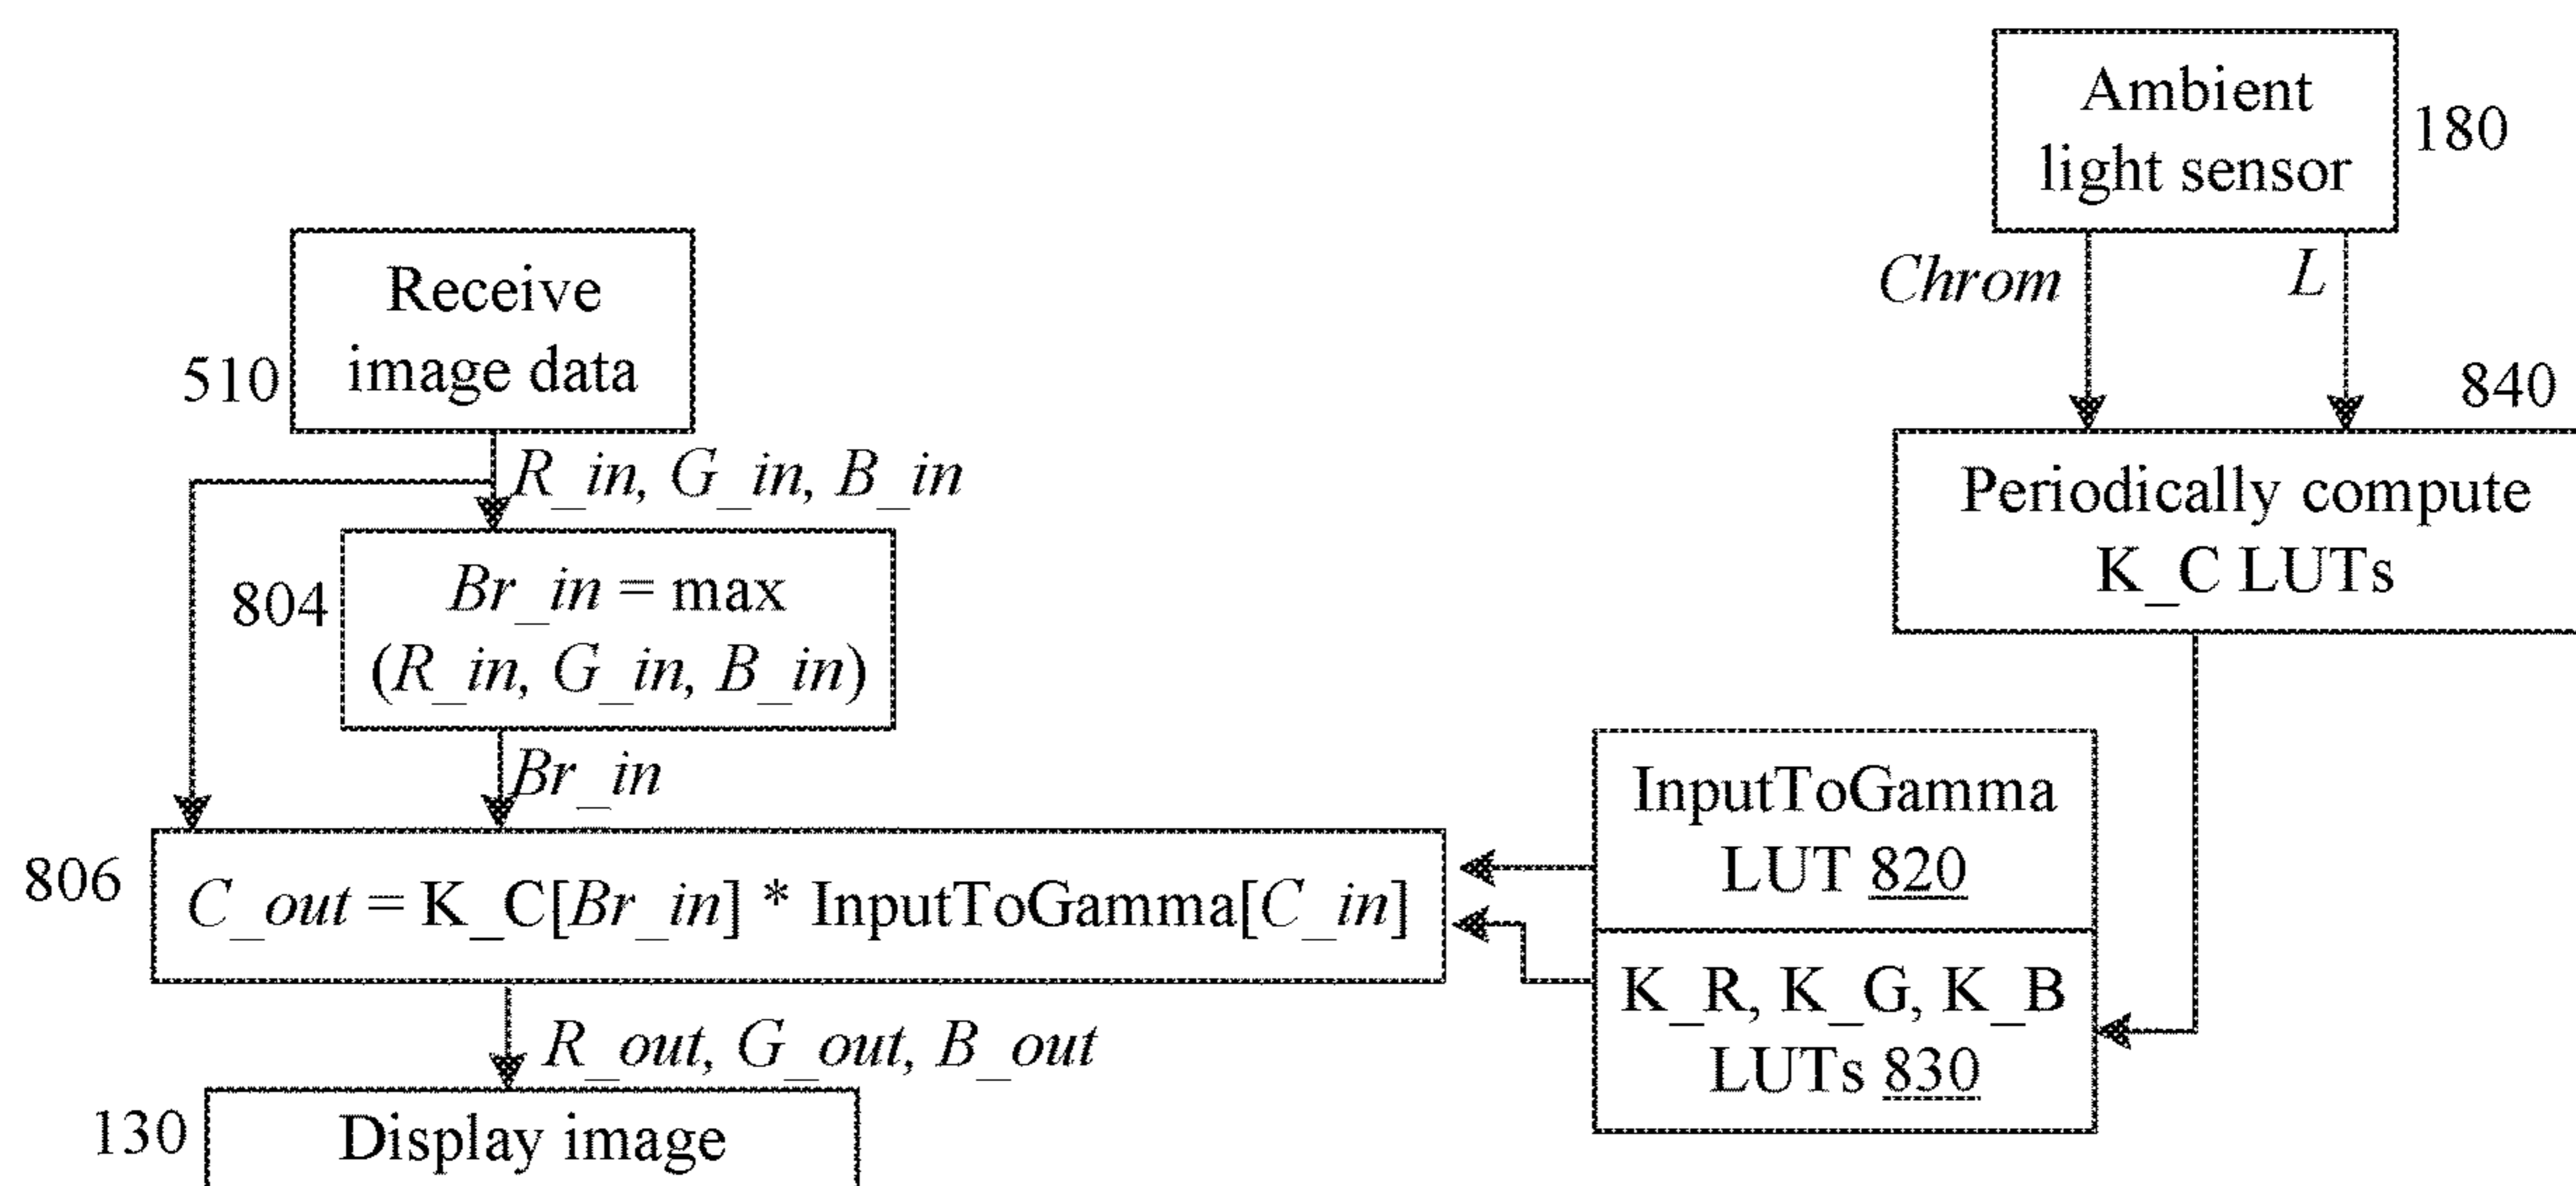 Ambient
light sensor
180
Chrom
L
Receive
image data
510
840
Periodically compute
K_C LUTs
R_in, G_in, B_in
804
Br_in = max
(R_in, G_in, B_in)
Br_in
InputToGamma
LUT 820
806
C_out = K_C[Br_in] * InputToGamma[C_in]
K_R, K_G, K_B
LUTs 830
R_out, G_out, B_out
130
Display image